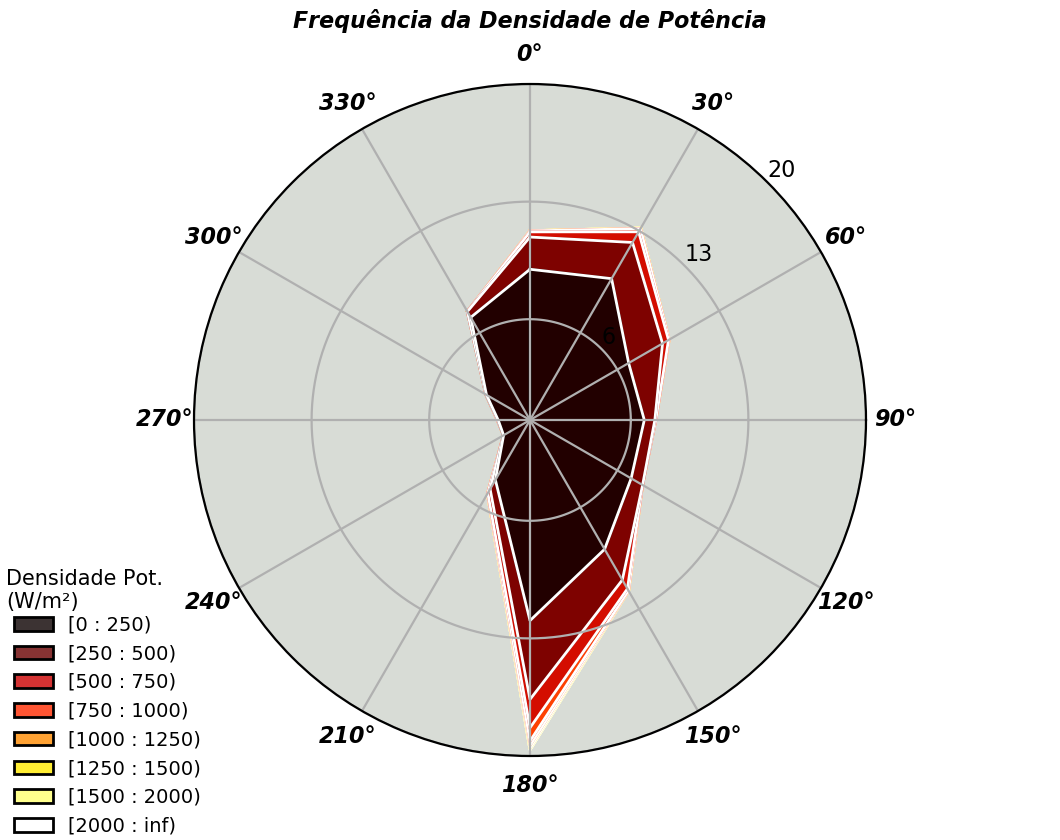 Frequência da Densidade de Potência
0°
330°
30°
20
300°
60°
13
6
270°
90°
Densidade Pot.
(W/m²)
240°
120°
[0 : 250)
[250 : 500)
[500 : 750)
[750 : 1000)
[1000 : 1250)
[1250 : 1500)
[1500 : 2000)
[2000 : inf)
210°
150°
180°